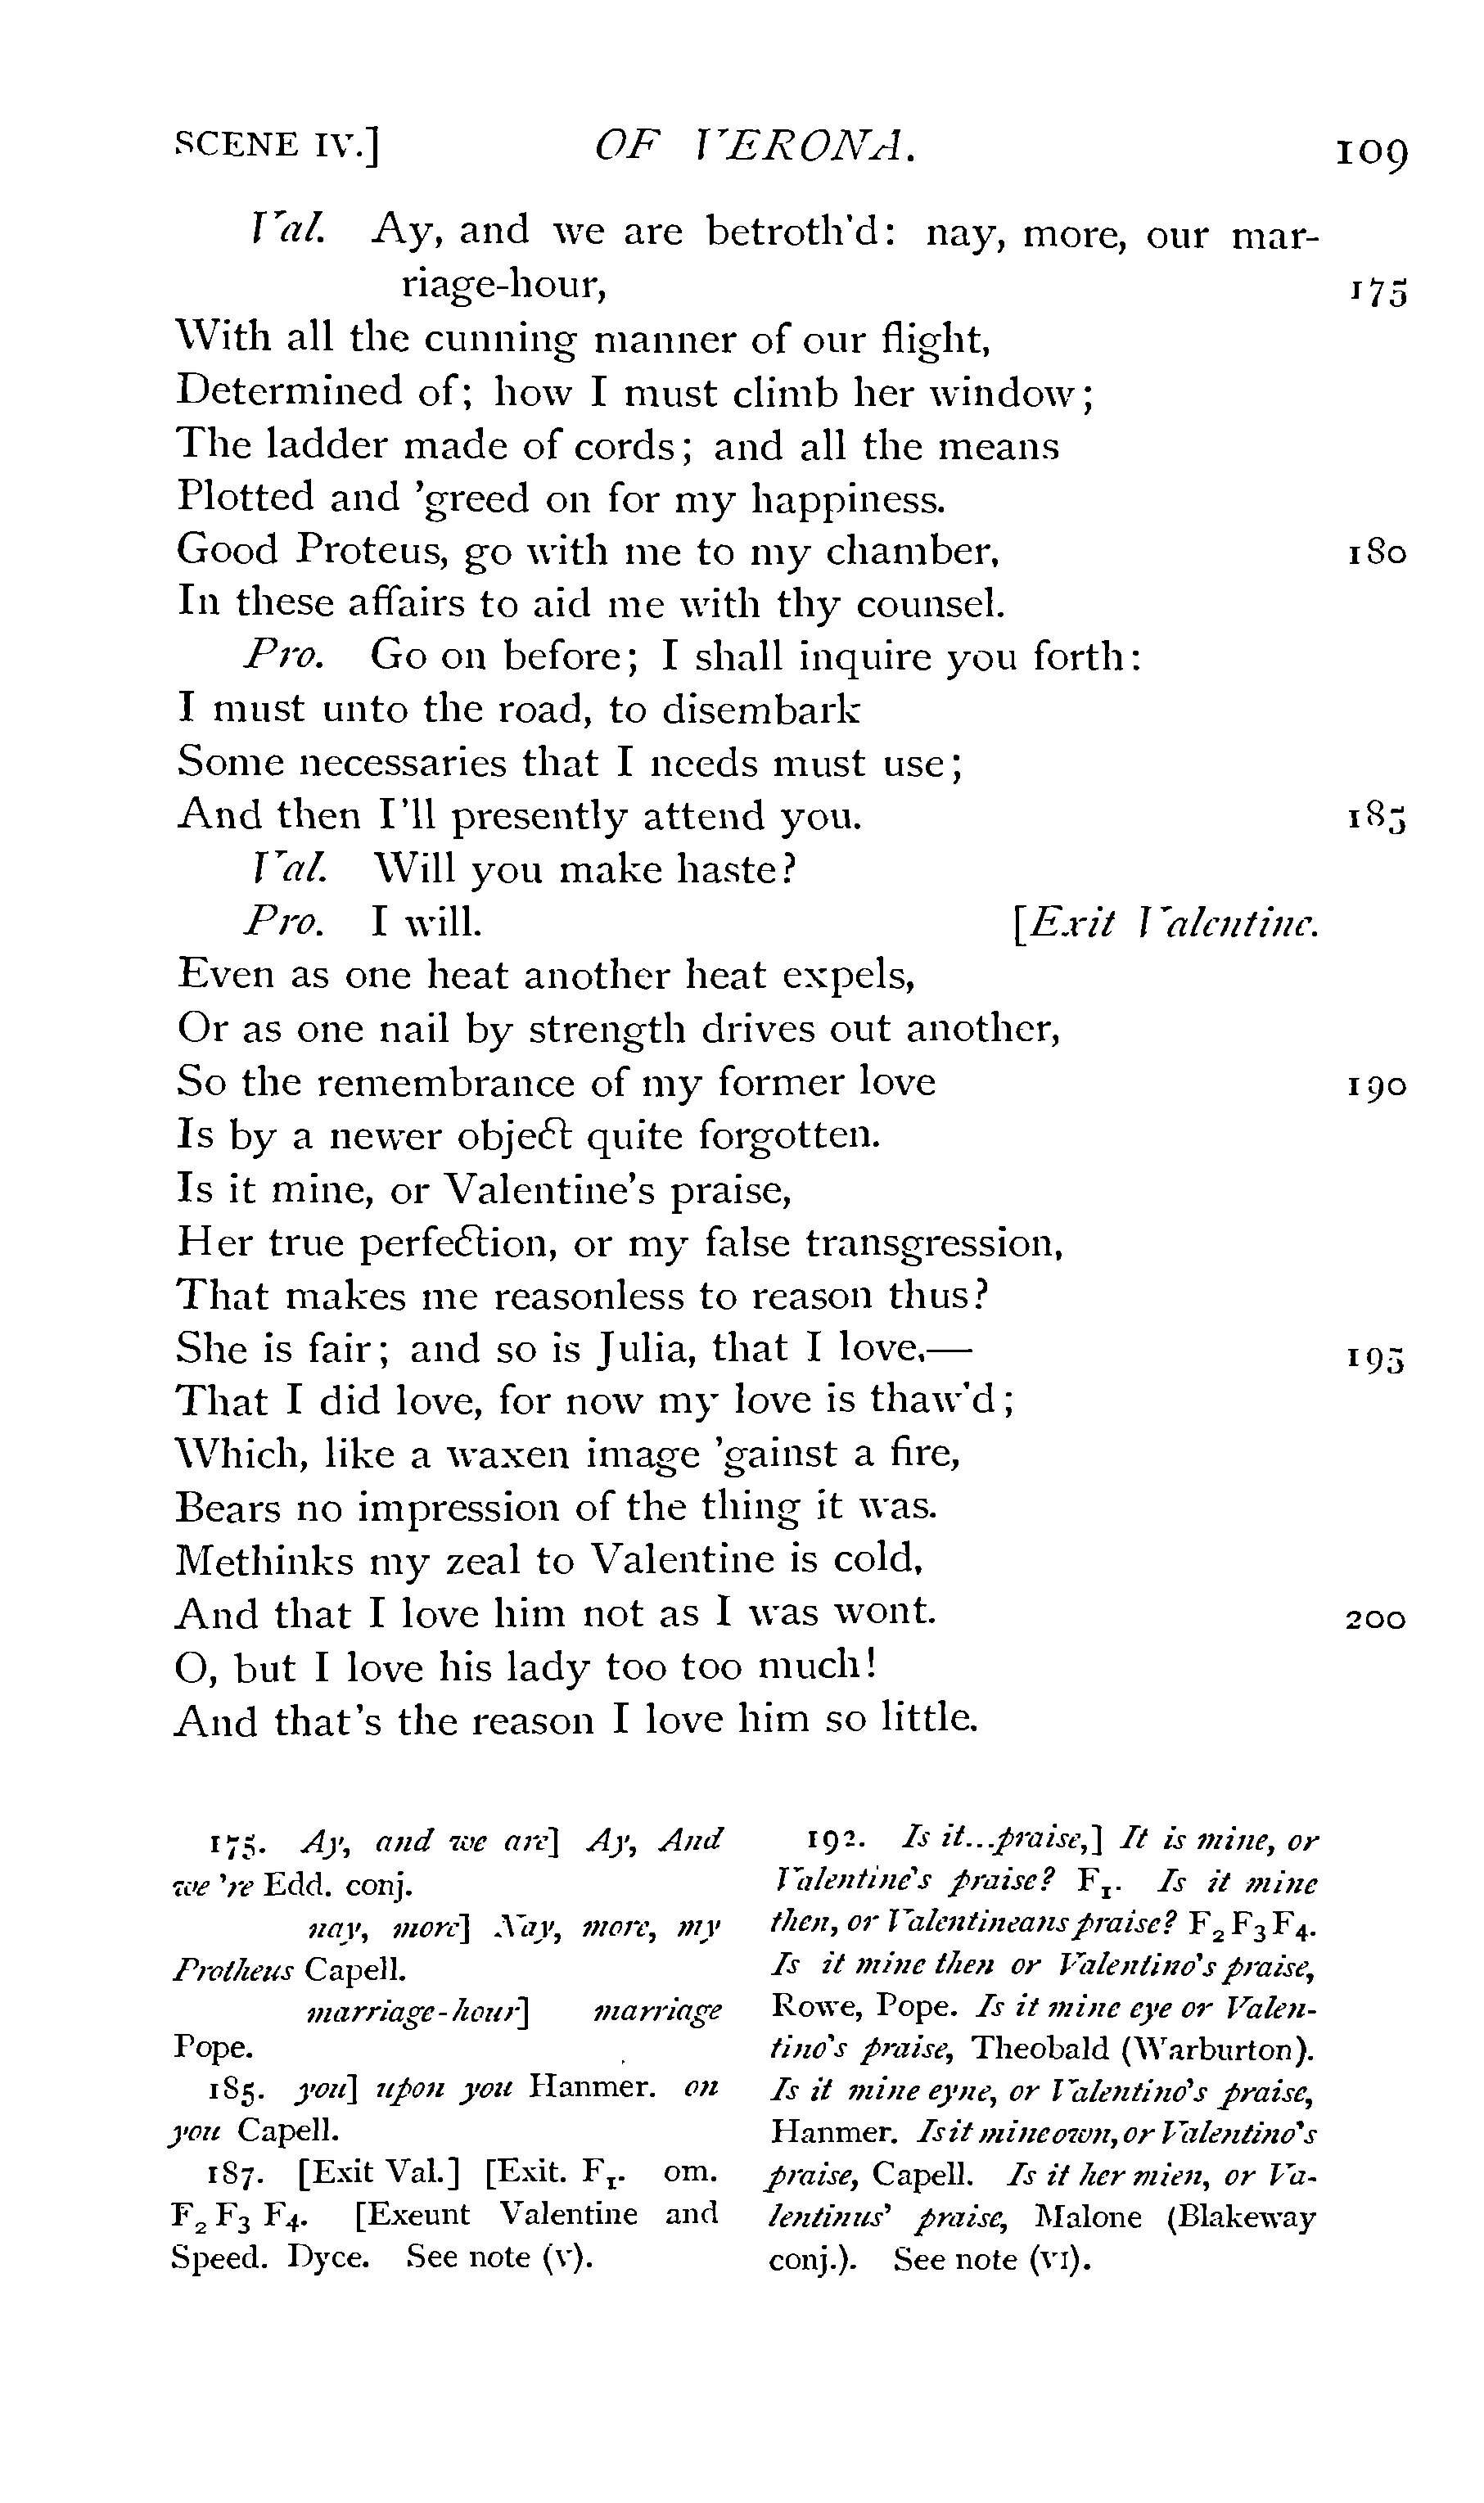 SCENE IV.] OF VERONA. 109
Val. Ay, and we are betroth'd: nay, more, our mar-
riage-hour, 175
With all the cunning manner of our flight,
Determined of; how I must climb her window;
The ladder made of cords; and all the means
Plotted and 'greed on for my happiness.
Good Proteus, go with me to my chamber, 180
In these affairs to aid me with thy counsel.
Pro. Go on before; I shall inquire you forth:
I must unto the road, to disembark
Some necessaries that I needs must use;
And then I'll presently attend you. 185
Val. Will you make haste?
Pro. I will. [Exit Valentine.
Even as one heat another heat expels,
Or as one nail by strength drives out another,
So the remembrance of my former love 190
Is by a newer object quite forgotten.
Is it mine, or Valentine's praise,
Her true perfection, or my false transgression,
That makes me reasonless to reason thus?
She is fair; and so is Julia, that I love,—195
That I did love, for now my love is thaw'd;
Which, like a waxen image 'gainst a fire,
Bears no impression of the thing it was.
Methinks my zeal to Valentine is cold,
And that I love him not as I was wont. 200
O, but I love his lady too too much!
And that's the reason I love him so little.
175. Ay, and we are] Ay, And
we 're Edd. conj.
nay, more] Nay, more, my
Protheus Capell.
marriage-hour] marriage
Pope.
185. you] upon you Hanmer. on
you Capell.
187. [Exit Val.] [Exit. F1. om.
F2 F3 F4. [Exeunt Valentine and
Speed. Dyce. See note (V).
192. Is it...praise,] It is mine, or
Valentine's praise? F1. Is it mine
then, or Valentineans praise? F2 F3 F4.
Is it mine then or Valentino's praise,
Rowe, Pope. Is it mine eye or Valen-
tino's praise, Theobald (Warburton).
Is it mine eyne, or Valentino's praise,
Hanmer. Is it mine own, or Valentino's
praise, Capell. Is it her mien, or Va-
lentinus' praise, Malone (Blakeway
conj.). See note (VI).